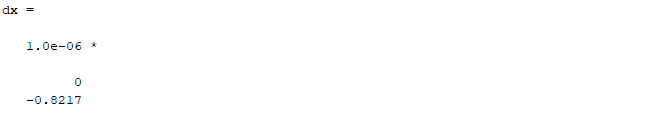 dx =
1.0e-06 *
0
-0.8217